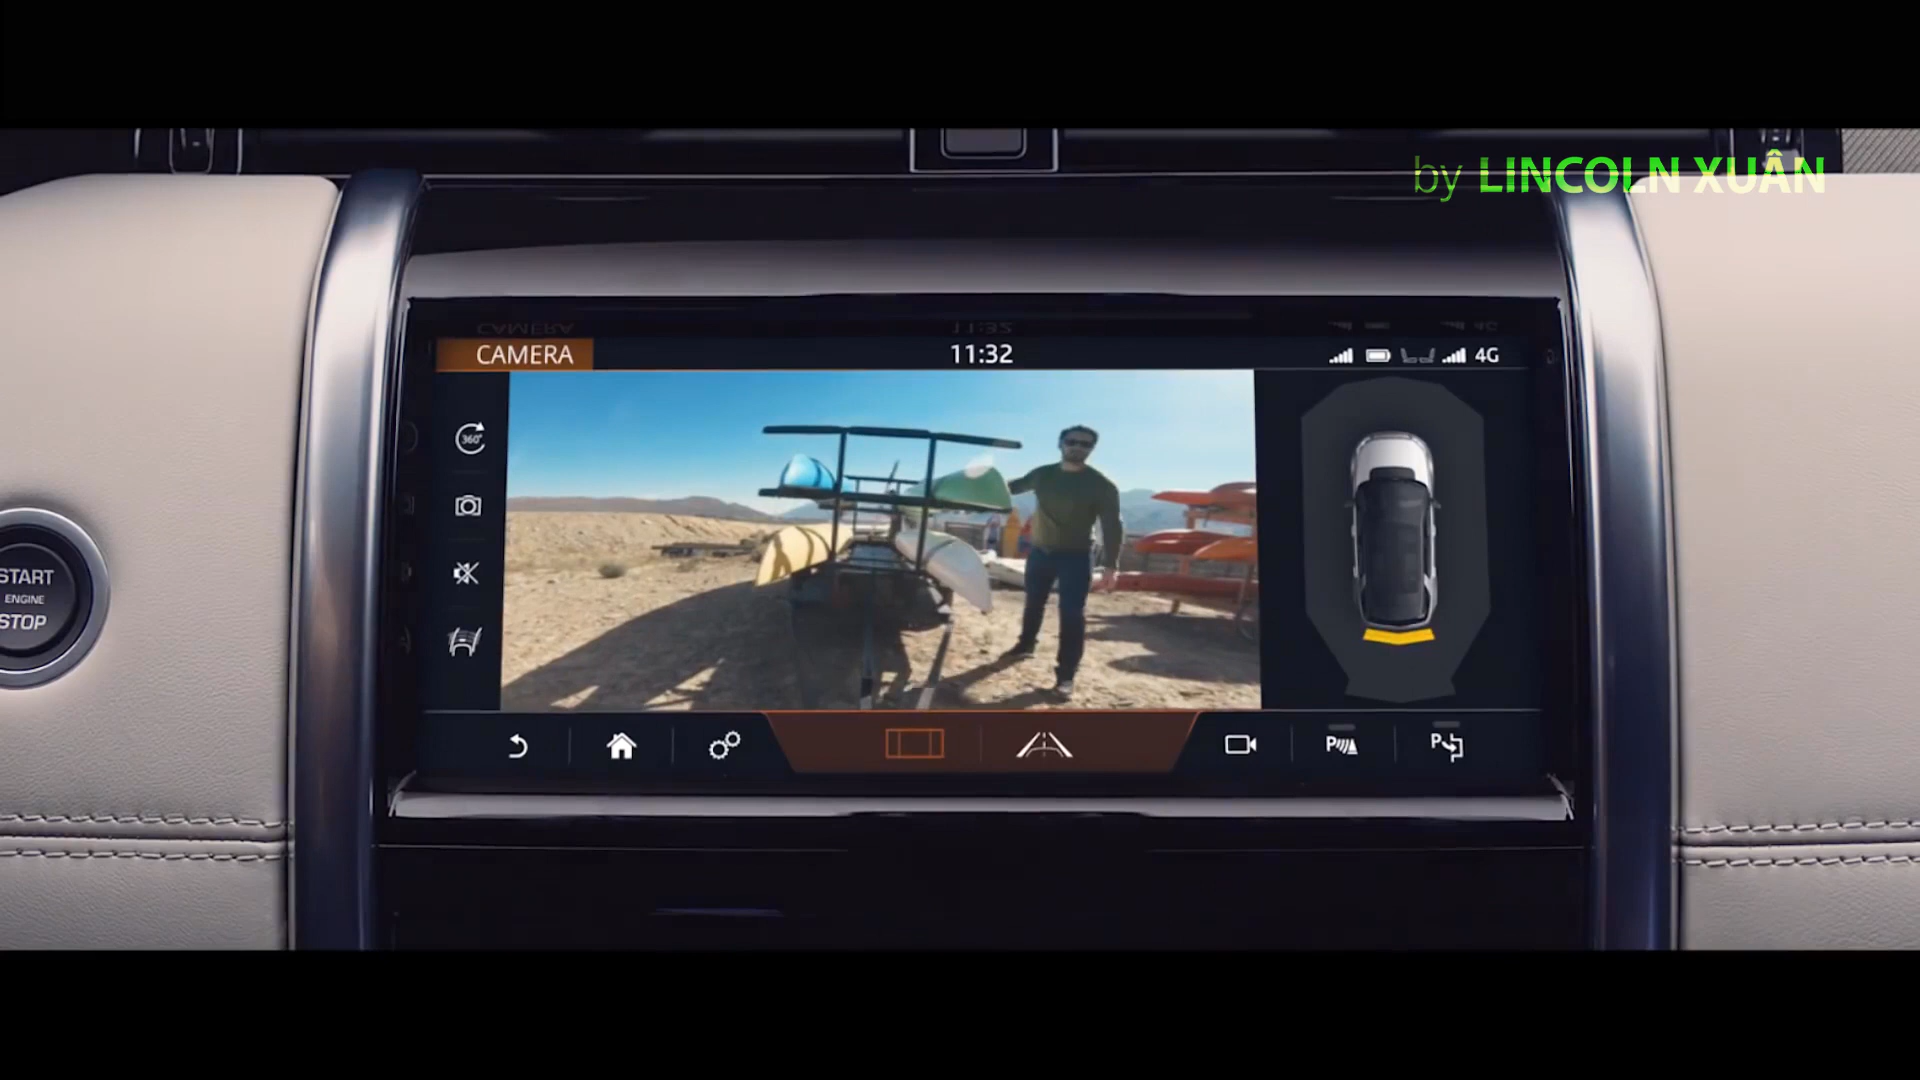 by LINCOLN XUÂN
CAMERA
11:32
4G
360°
START
ENGINE
STOP
P
P